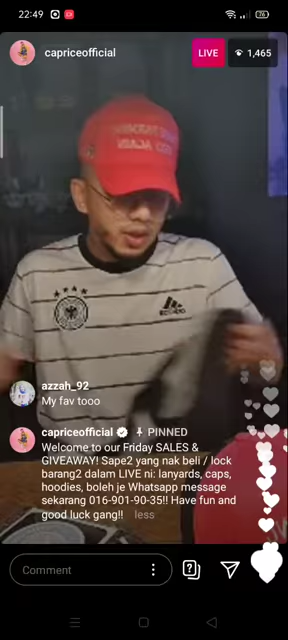 22:49
76
capriceofficial
LIVE
1,465
adidas
azzah_92
My fav tooo
capriceofficial PINNED
Welcome to our Friday SALES &
GIVEAWAY! Sape2 yang nak beli / lock
barang2 dalam LIVE ni: lanyards, caps,
hoodies, boleh je Whatsapp message
sekarang 016-901-90-35!! Have fun and
good luck gang!! less
Comment